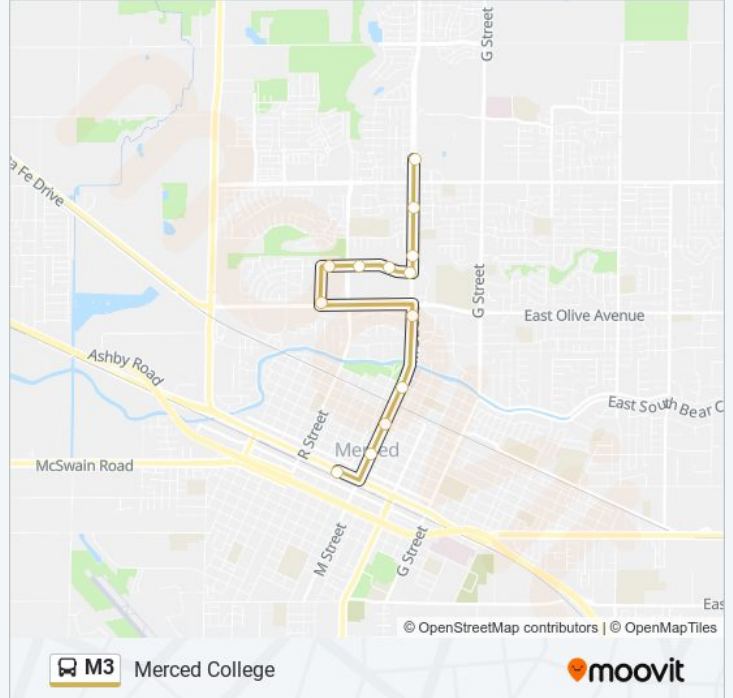 G Street
a Fe Drive
G Street
East Olive Avenue
Ashby Road
East South Bear C
R Street
Merced
McSwain Road
M Street
G Street
Eas
© OpenStreetMap contributors | © OpenMapTiles
M3 Merced College
moovit